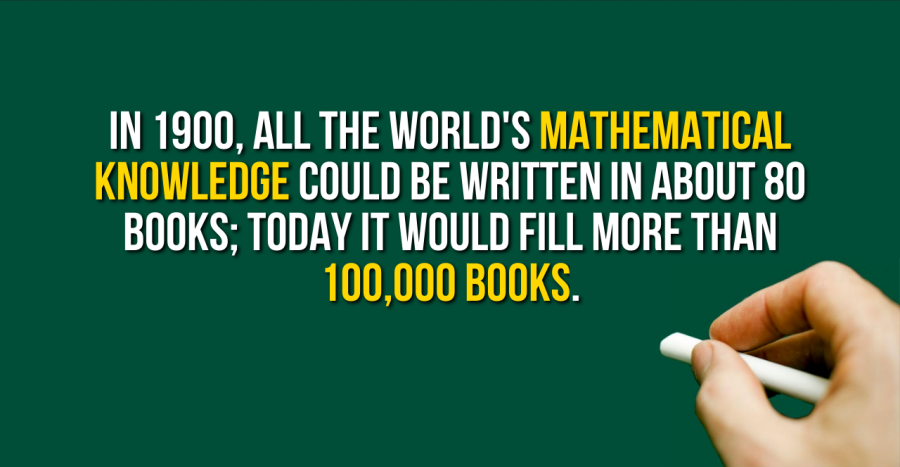 IN 1900, ALL THE WORLD'S MATHEMATICAL
KNOWLEDGE COULD BE WRITTEN IN ABOUT 80
BOOKS; TODAY IT WOULD FILL MORE THAN
100,000 BOOKS.